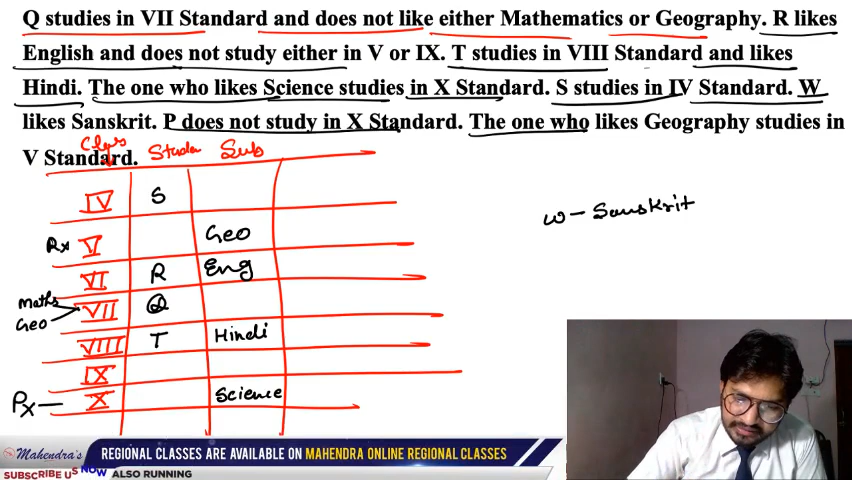 Q studies in VII Standard and does not like either Mathematics or Geography. R likes
English and does not study either in V or IX. T studies in VIII Standard and likes
Hindi. The one who likes Science studies in X Standard. S studies in IV Standard. W
likes Sanskrit. P does not study in X Standard. The one who likes Geography studies in
V Standard.
Class Studen Sub
IV S
Rx V Geo
VI R Eng
Maths
Geo
VII Q
VIII T Hindi
IX
Px X Science
W - Sanskrit
Mahendra's
SUBSCRIBE US NOW
REGIONAL CLASSES ARE AVAILABLE ON MAHENDRA ONLINE REGIONAL CLASSES
ALSO RUNNING